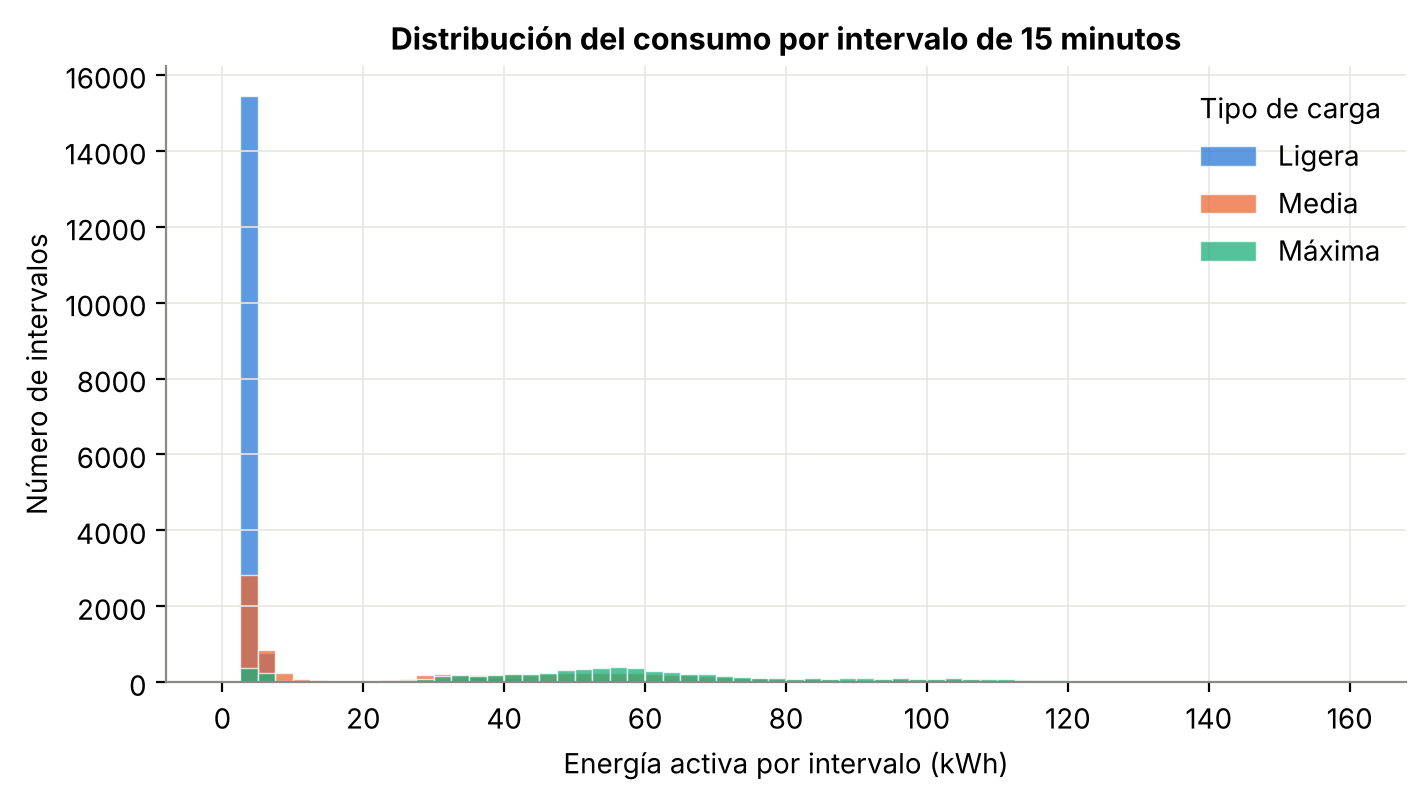 Distribución del consumo por intervalo de 15 minutos
Número de intervalos
16000
14000
12000
10000
8000
6000
4000
2000
0
Tipo de carga
Ligera
Media
Máxima
0 20 40 60 80 100 120 140 160
Energía activa por intervalo (kWh)